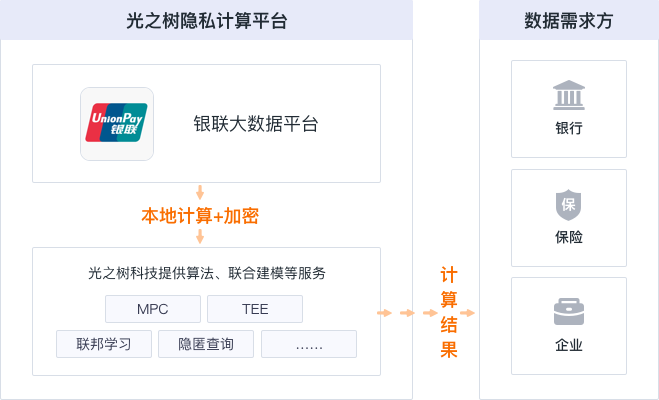 光之树隐私计算平台
UnionPay
银联
银联大数据平台
本地计算+加密
光之树科技提供算法、联合建模等服务
MPC
TEE
联邦学习
隐匿查询
……
计算结果
数据需求方
银行
保
保险
企业